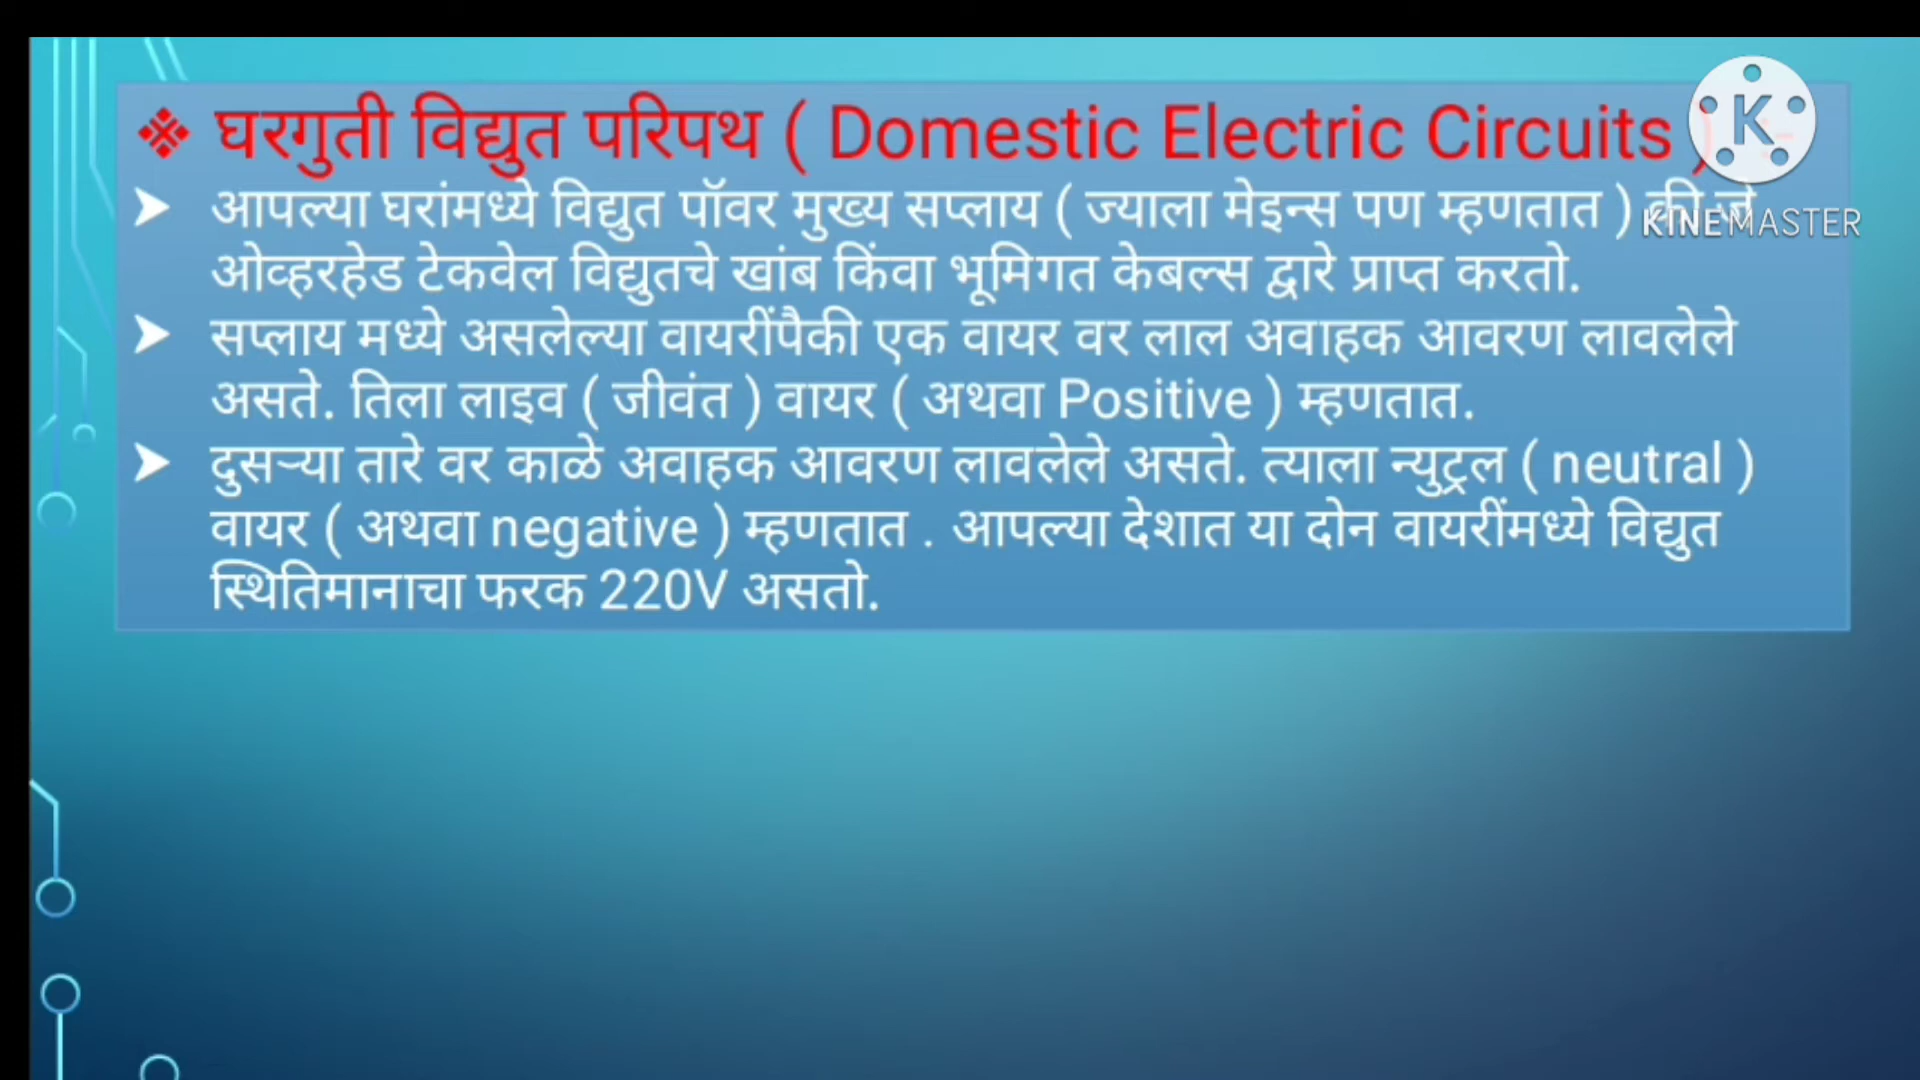 ❖ घरगुती विद्युत परिपथ ( Domestic Electric Circuits )
➤ आपल्या घरांमध्ये विद्युत पॉवर मुख्य सप्लाय ( ज्याला मेइन्स पण म्हणतात ) की जे
ओव्हरहेड टेकवेल विद्युतचे खांब किंवा भूमिगत केबल्स द्वारे प्राप्त करतो.
➤ सप्लाय मध्ये असलेल्या वायरींपैकी एक वायर वर लाल अवाहक आवरण लावलेले
असते. तिला लाइव ( जीवंत ) वायर ( अथवा Positive ) म्हणतात.
➤ दुसऱ्या तारे वर काळे अवाहक आवरण लावलेले असते. त्याला न्युट्रल ( neutral )
वायर ( अथवा negative ) म्हणतात . आपल्या देशात या दोन वायरींमध्ये विद्युत
स्थितिमानाचा फरक 220V असतो.
K
KINEMASTER